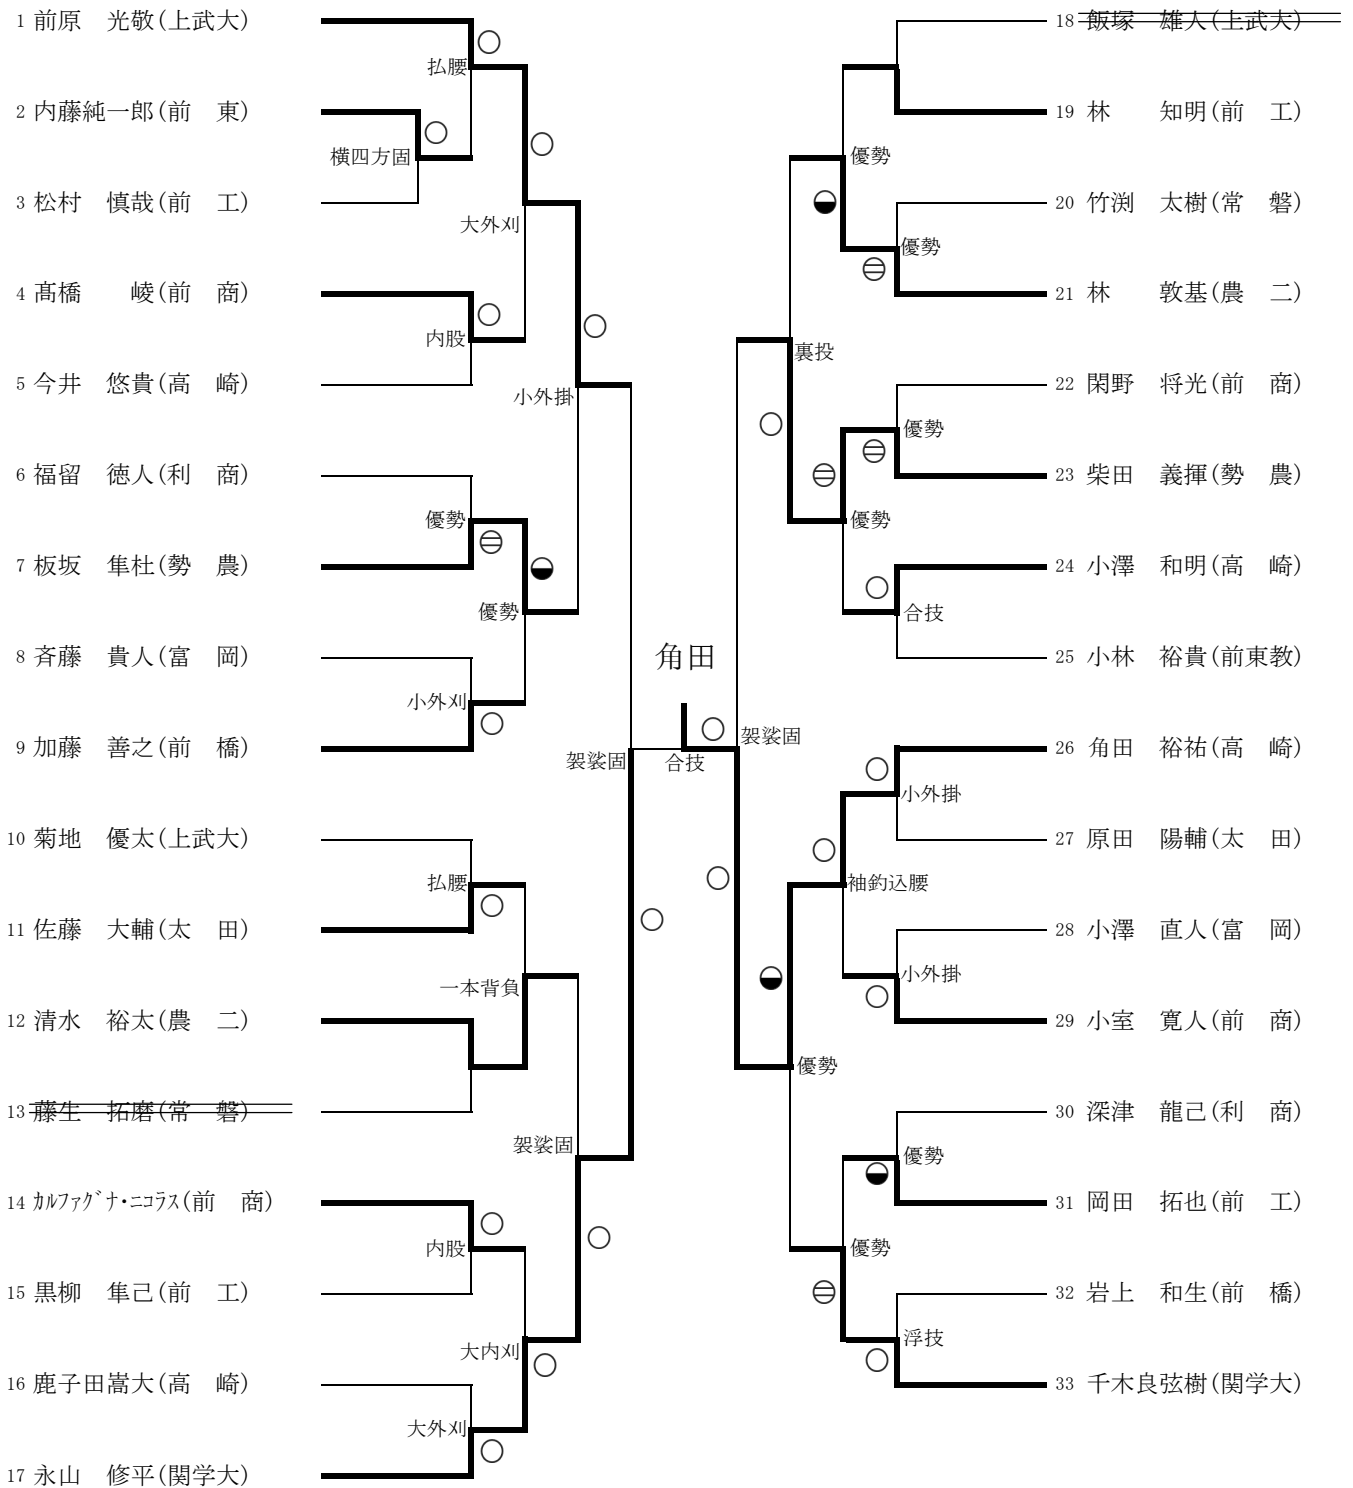 1 前原　光敬(上武大)
払腰
2 内藤純一郎(前　東)
横四方固
3 松村　慎哉(前　工)
大外刈
4 髙橋　　崚(前　商)
内股
5 今井　悠貴(高　崎)
小外掛
6 福留　徳人(利　商)
優勢
7 板坂　隼杜(勢　農)
優勢
8 斉藤　貴人(富　岡)
小外刈
9 加藤　善之(前　橋)
袈裟固
10 菊地　優太(上武大)
払腰
11 佐藤　大輔(太　田)
一本背負
12 清水　裕太(農　二)
13 藤生　拓磨(常　磐)
袈裟固
14 ｶﾙﾌｧｸﾞﾅ･ﾆｺﾗｽ(前　商)
内股
15 黒柳　隼己(前　工)
大内刈
16 鹿子田嵩大(高　崎)
大外刈
17 永山　修平(関学大)
角田
合技
18 飯塚　雄人(上武大)
19 林　　知明(前　工)
優勢
20 竹渕　太樹(常　磐)
優勢
21 林　　敦基(農　二)
裏投
22 閑野　将光(前　商)
優勢
23 柴田　義揮(勢　農)
優勢
24 小澤　和明(高　崎)
合技
25 小林　裕貴(前東教)
袈裟固
26 角田　裕祐(高　崎)
小外掛
27 原田　陽輔(太　田)
袖釣込腰
28 小澤　直人(富　岡)
小外掛
29 小室　寛人(前　商)
優勢
30 深津　龍己(利　商)
優勢
31 岡田　拓也(前　工)
優勢
32 岩上　和生(前　橋)
浮技
33 千木良弦樹(関学大)